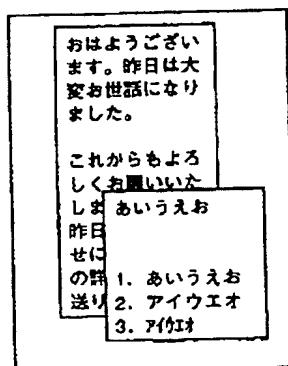 おはようござい
ます。昨日は大
変お世話になり
ました。
これからもよろ
しくお願いいた
しま
昨日
せに
の詳
送り
あいうえお
1. あいうえお
2. アイウエオ
3. ｱｲｳｴｵ